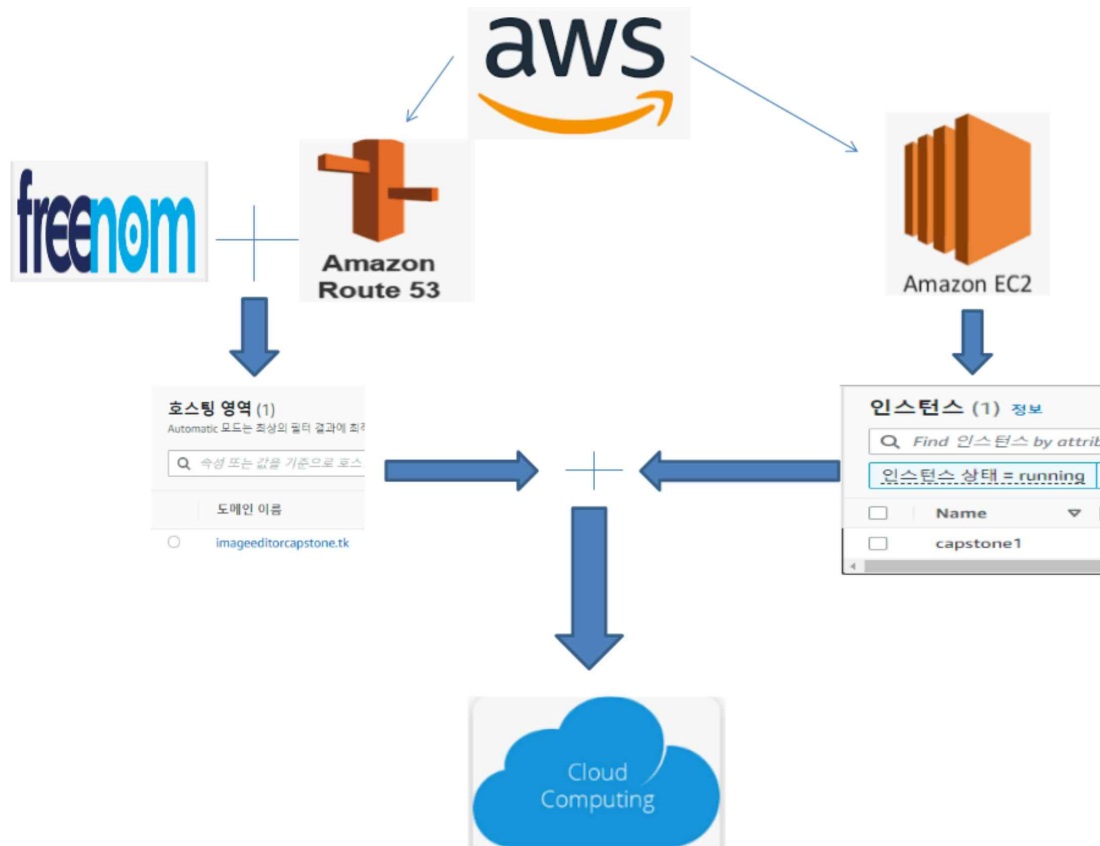 aws
freenom
Amazon
Route 53
Amazon EC2
호스팅 영역 (1)
Automatic 모드는 최상의 필터 결과에 최
속성 또는 값을 기준으로 호스
도메인 이름
imageeditorcapstone.tk
인스턴스 (1) 정보
Find 인스턴스 by attrib
인스턴스 상태 = running
Name
capstone1
Cloud
Computing